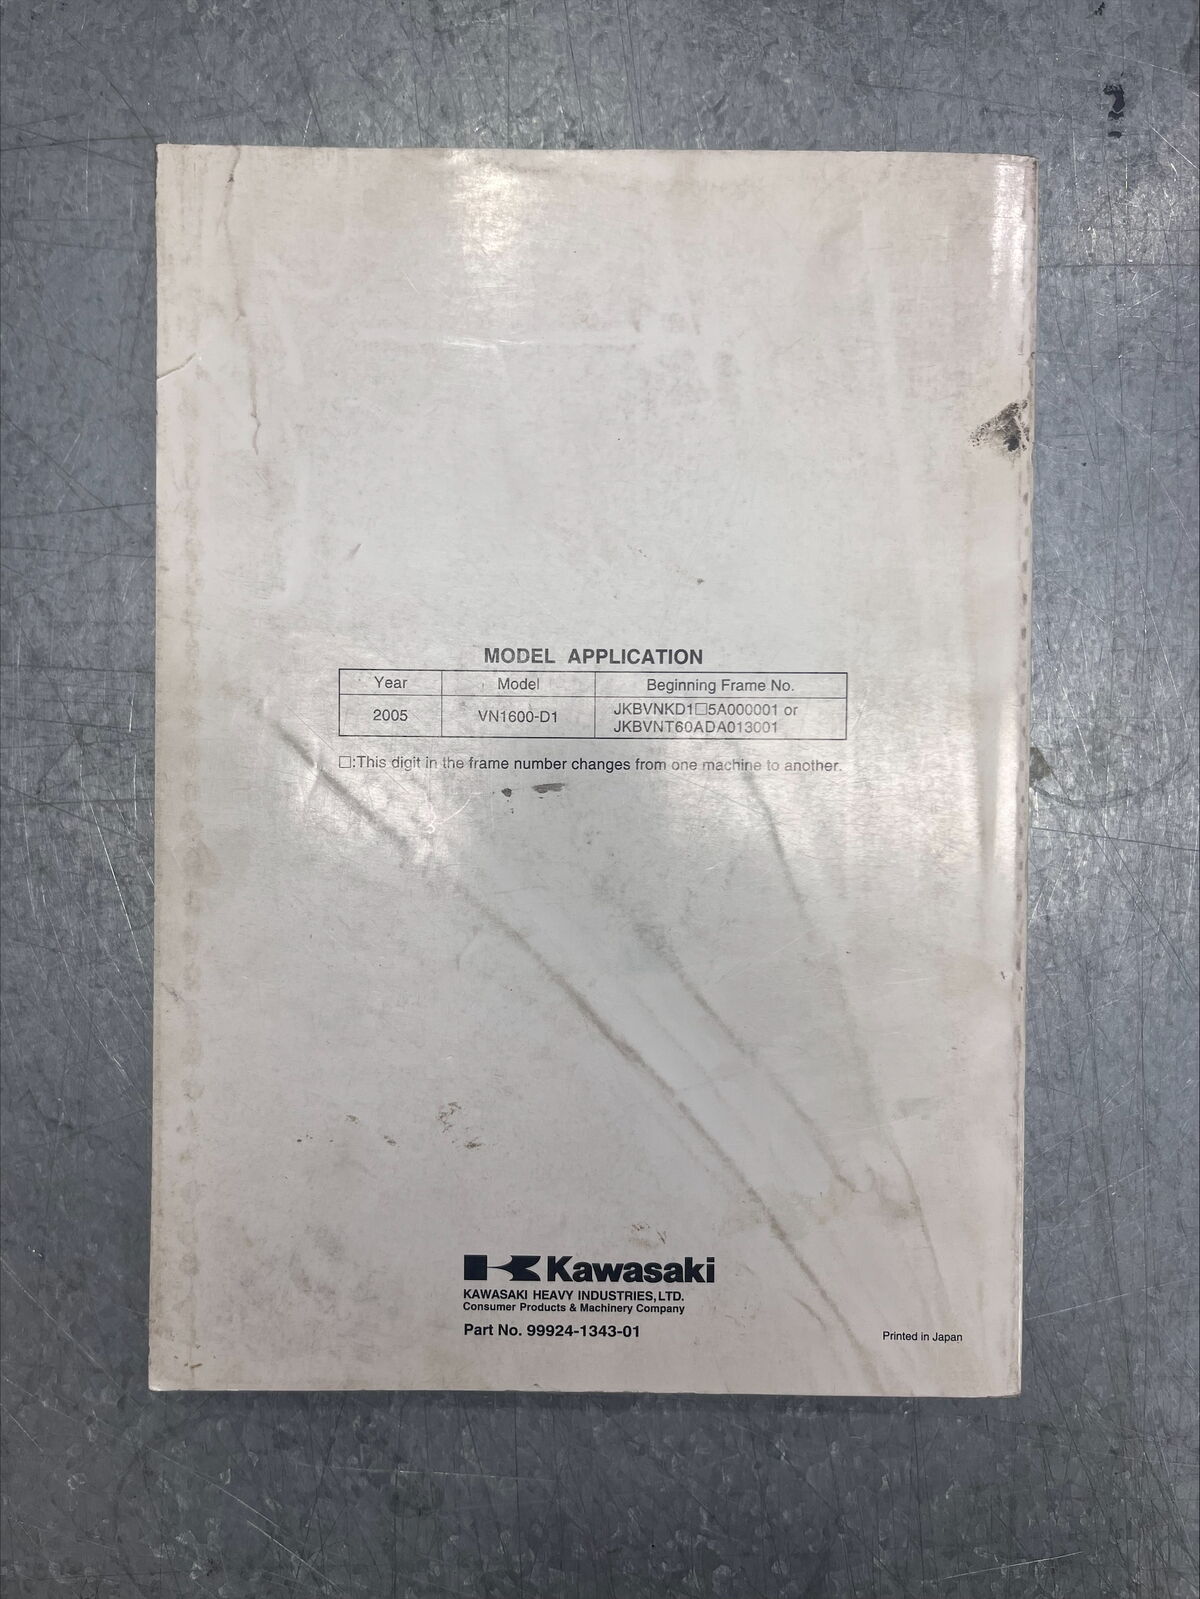 MODEL APPLICATION
Year Model Beginning Frame No.
2005 VN1600-D1 JKBVNKD1□5A000001 or
JKBVNT60ADA013001
□:This digit in the frame number changes from one machine to another.
Kawasaki
KAWASAKI HEAVY INDUSTRIES,LTD.
Consumer Products & Machinery Company
Part No. 99924-1343-01
Printed in Japan